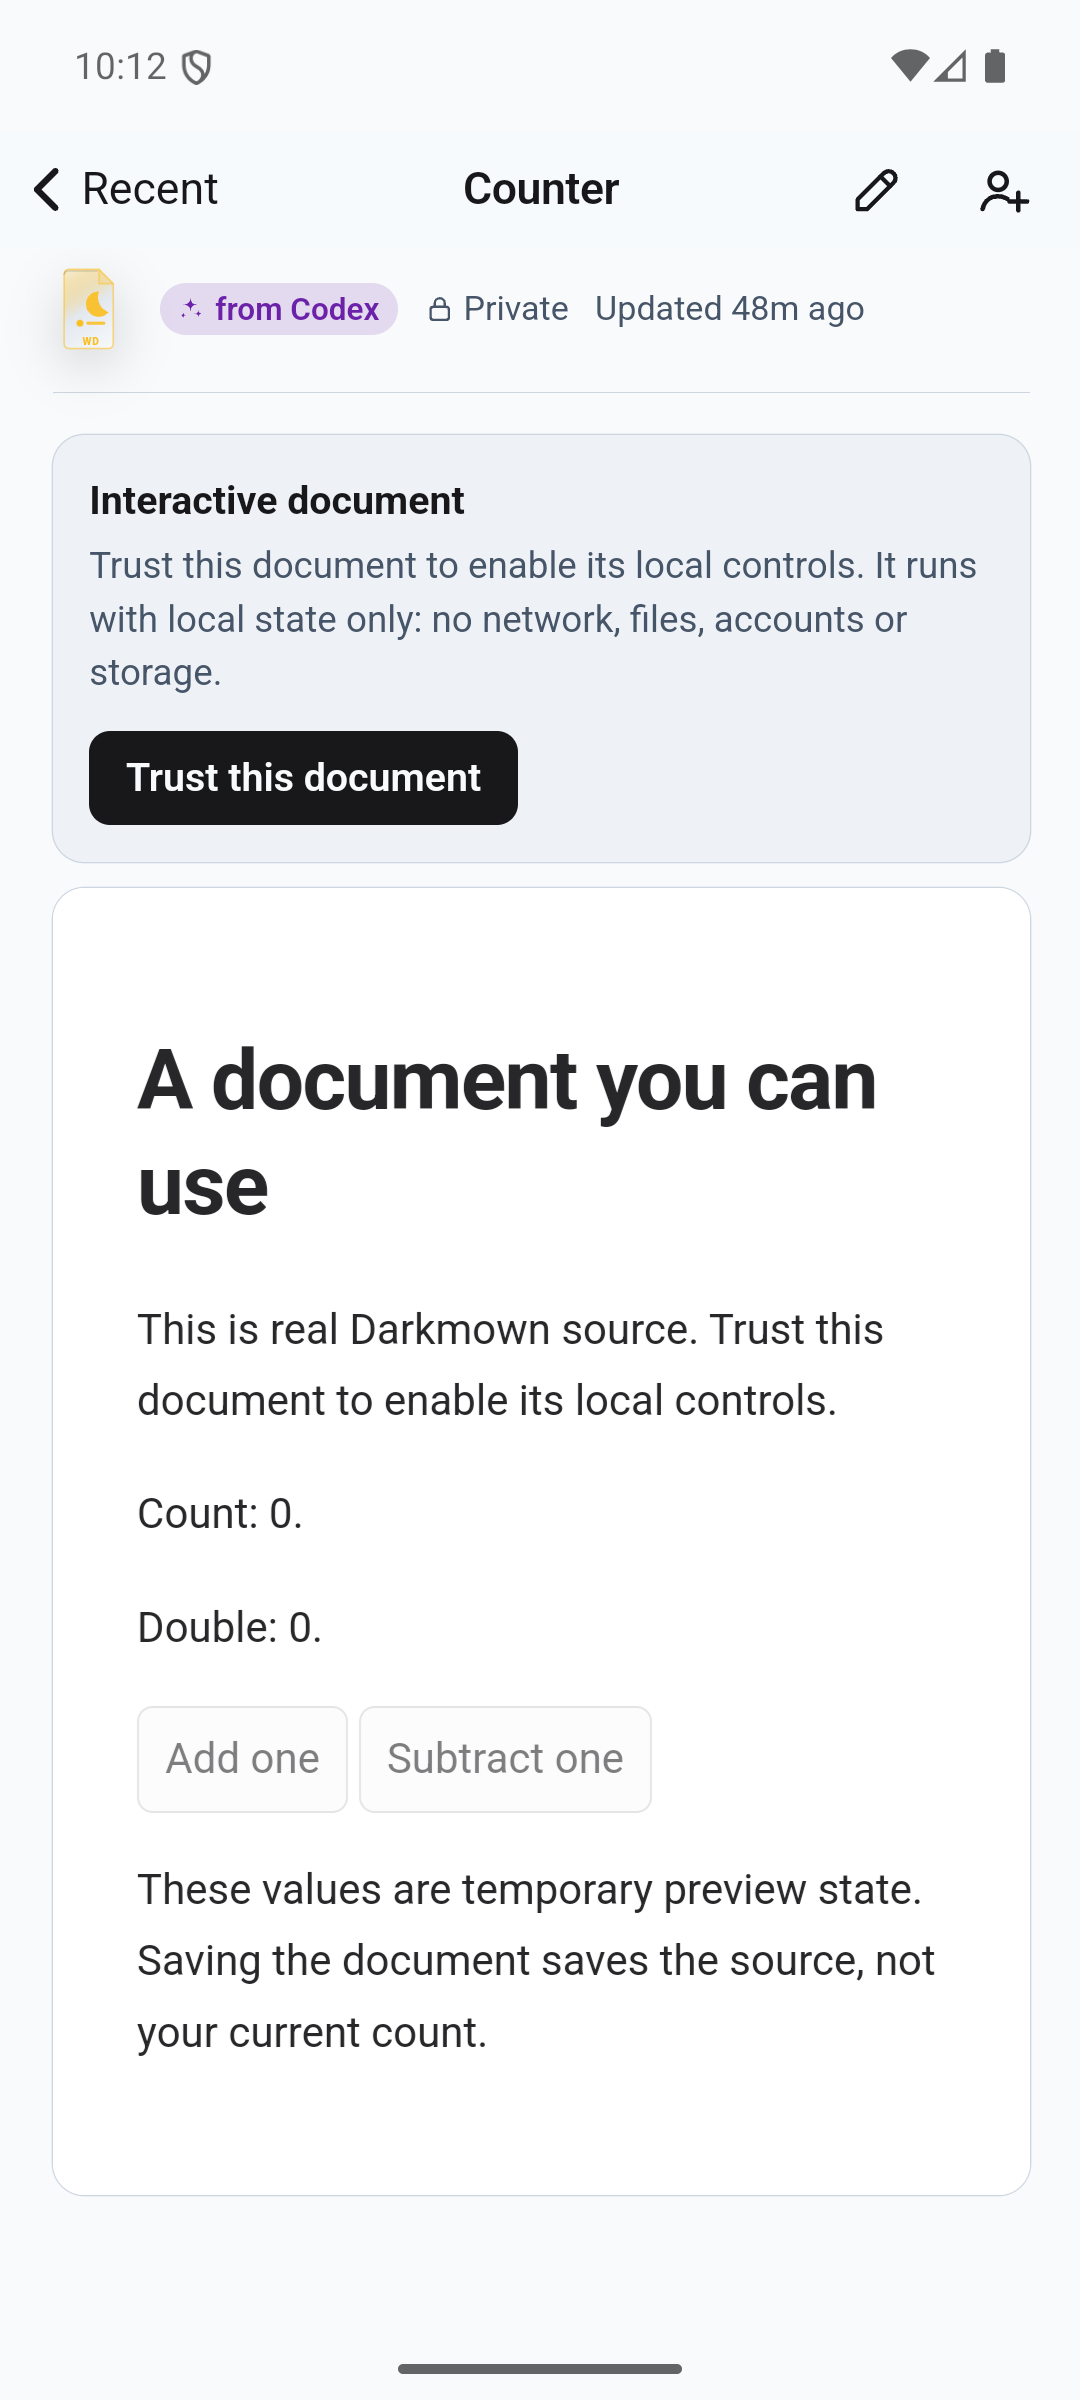 10:12
Recent
Counter
from Codex
Private
Updated 48m ago
WD
Interactive document
Trust this document to enable its local controls. It runs
with local state only: no network, files, accounts or
storage.
Trust this document
A document you can
use
This is real Darkmown source. Trust this
document to enable its local controls.
Count: 0.
Double: 0.
Add one
Subtract one
These values are temporary preview state.
Saving the document saves the source, not
your current count.